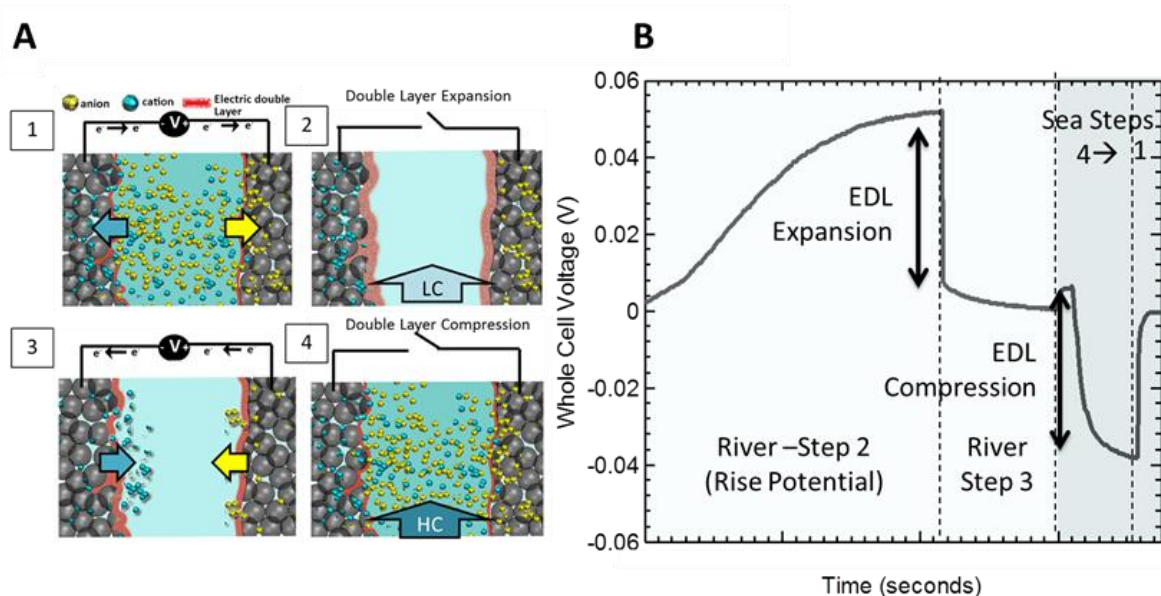 A
anion cation Electric double Layer
1
V
e⁻ e⁻ e⁻ e⁻
2
Double Layer Expansion
LC
3
V
e⁻ e⁻ e⁻ e⁻
4
Double Layer Compression
HC
B
Whole Cell Voltage (V)
0.06
0.04
0.02
0
-0.02
-0.04
-0.06
EDL
Expansion
Sea Steps
4→ 1
EDL
Compression
River –Step 2
(Rise Potential)
River
Step 3
Time (seconds)